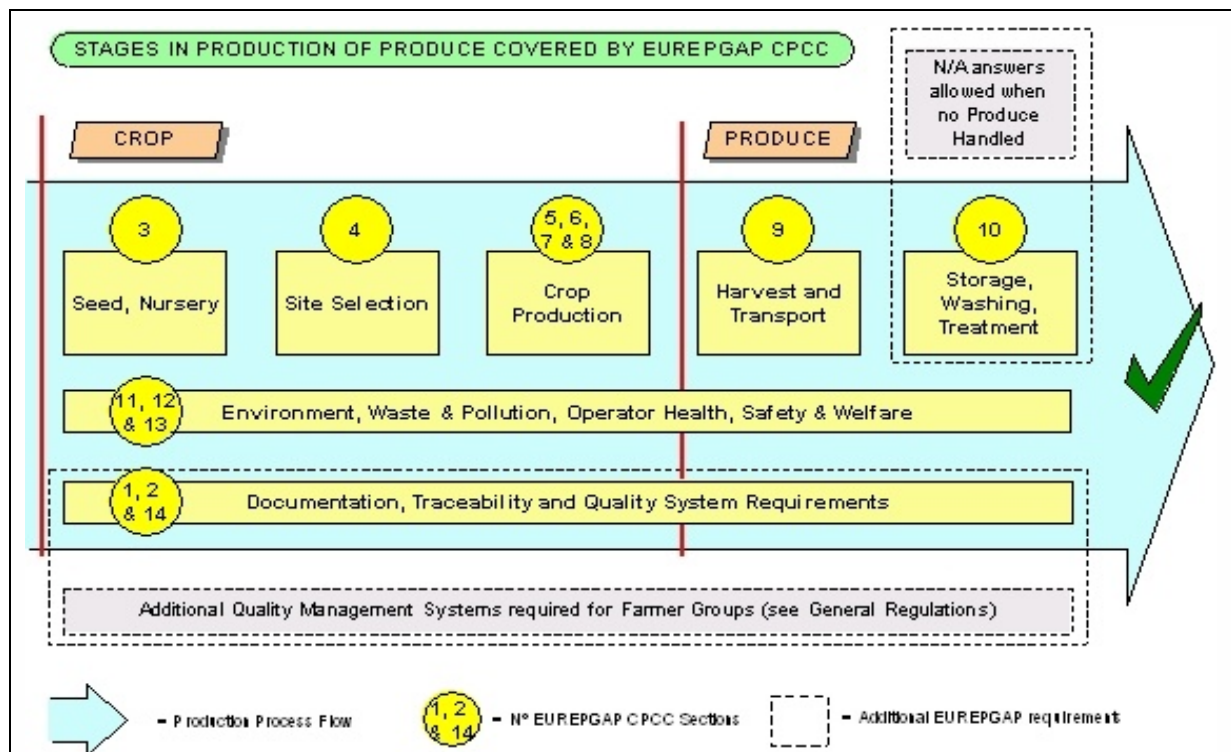 STAGES IN PRODUCTION OF PRODUCE COVERED BY EUREPGAP CPCC
N/A answers
allowed when
no Produce
Handled
CROP
PRODUCE
3
4
5, 6,
7 & 8
9
10
Seed, Nursery
Site Selection
Crop
Production
Harvest and
Transport
Storage,
Washing,
Treatment
11, 12
& 13
Environment, Waste & Pollution, Operator Health, Safety & Welfare
1, 2
& 14
Documentation, Traceability and Quality System Requirements
Additional Quality Management Systems required for Farmer Groups (see General Regulations)
= Production Process Flow
1, 2
& 14
= Nº EUREPGAP CPCC Sections
= Additional EUREPGAP requirements